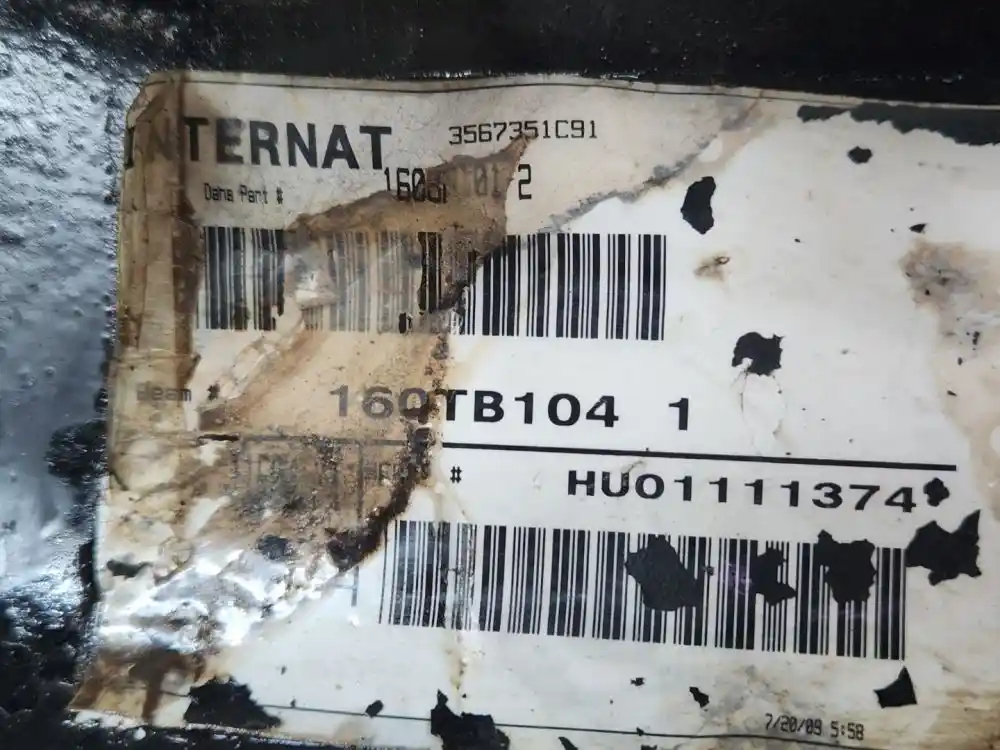 INTERNAT 3567351C91
Dana Part #
Beam #
160TB104 1
# HU01111374
7/20/09 5:58